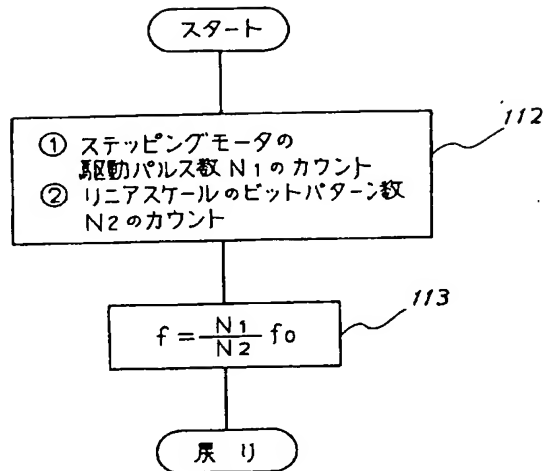 スタート
112
① ステッピングモータの
駆動パルス数 N1 のカウント
② リニアスケールのビットパターン数
N2 のカウント
113
f = N1/N2 f0
戻り